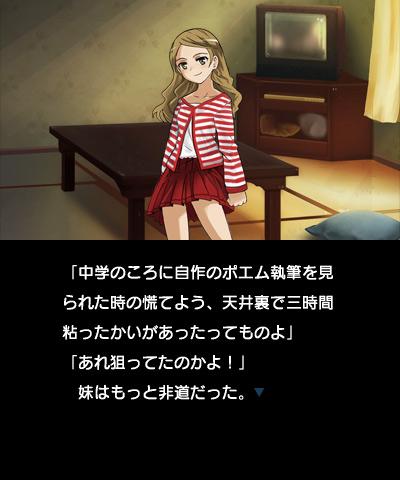 「中学のころに自作のポエム執筆を見
られた時の慌てよう、天井裏で三時間
粘ったかいがあったってものよ」
「あれ狙ってたのかよ！」
　妹はもっと非道だった。▼